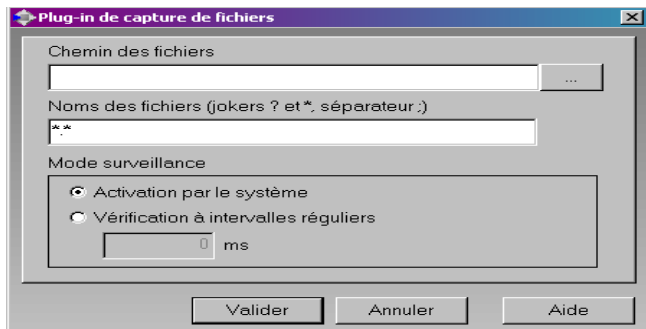 Plug-in de capture de fichiers
Chemin des fichiers
...
Noms des fichiers (jokers ? et *, séparateur ;)
*.*
Mode surveillance
Activation par le système
Vérification à intervalles réguliers
0 ms
Valider Annuler Aide